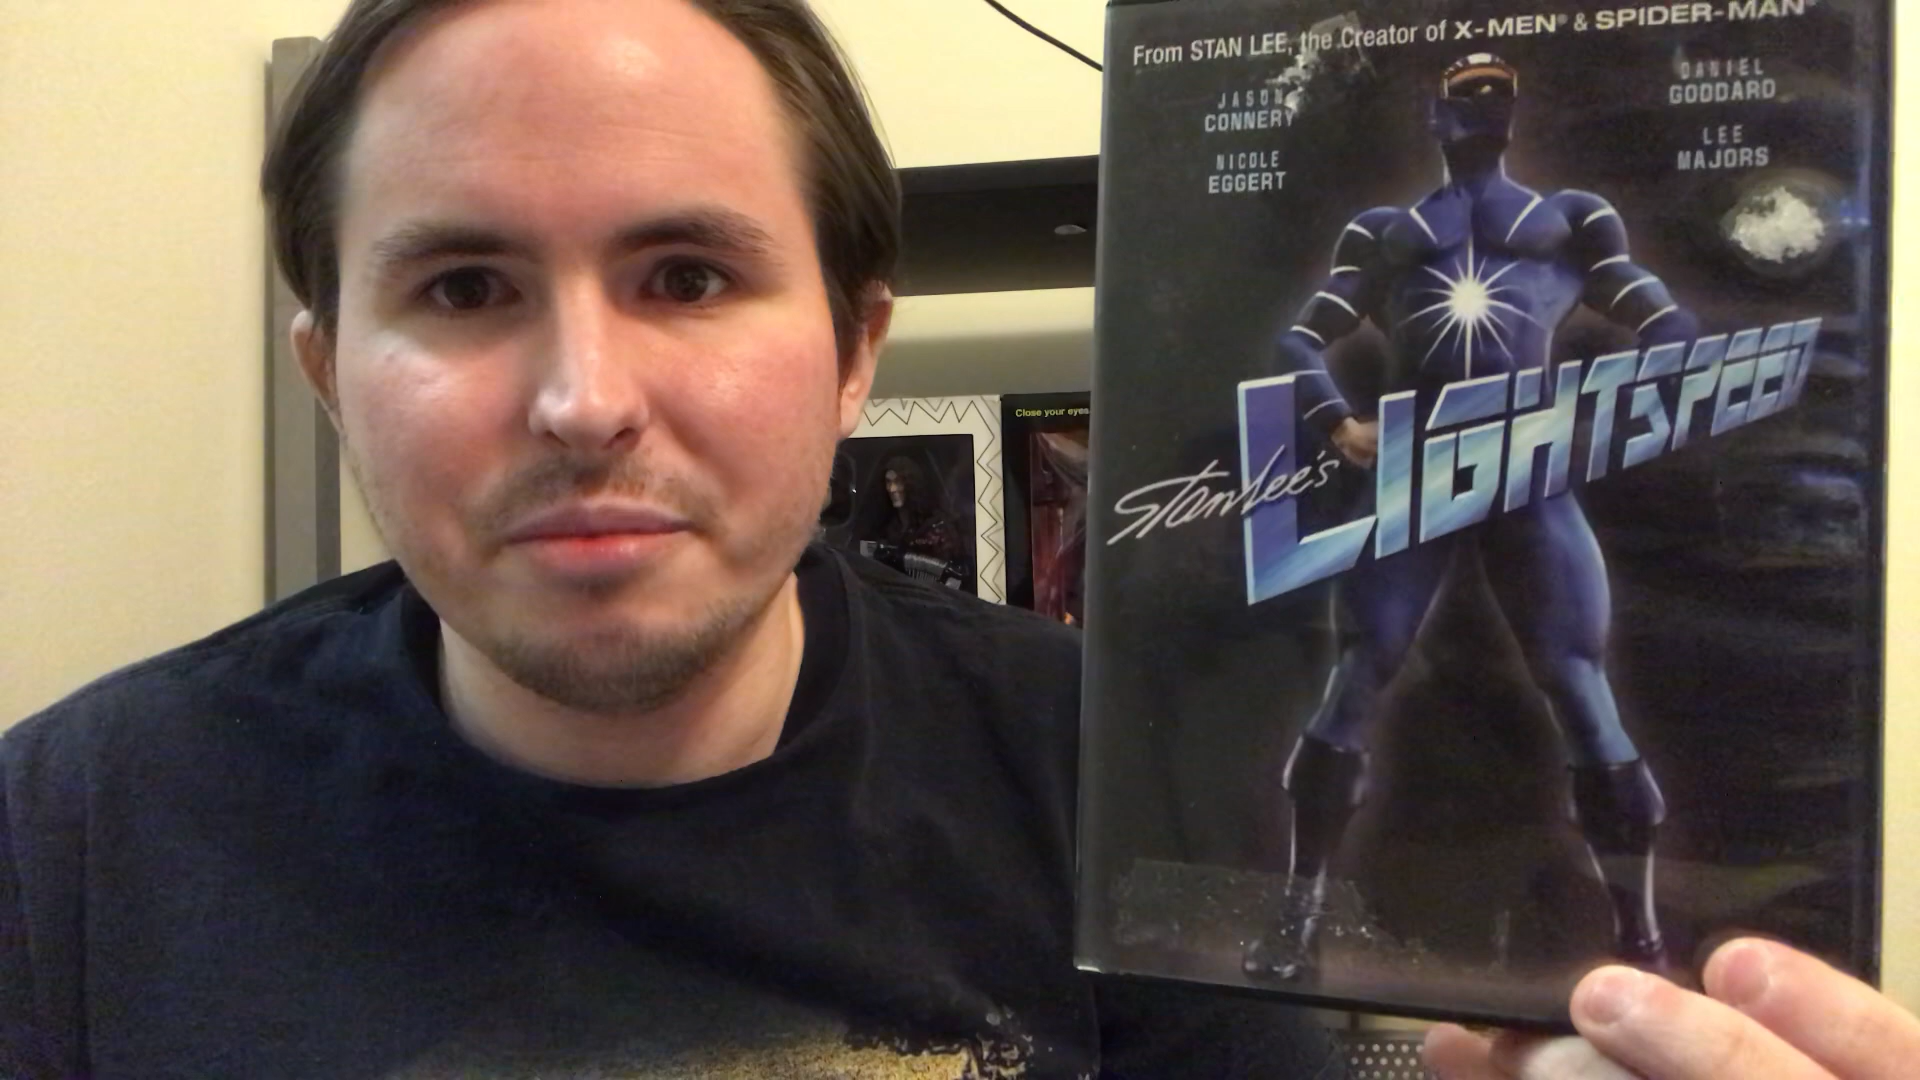 From STAN LEE, the Creator of X-MEN® & SPIDER-MAN®
JASON
CONNERY
NICOLE
EGGERT
DANIEL
GODDARD
LEE
MAJORS
Stan Lee's
LIGHTSPEED
Close your eyes